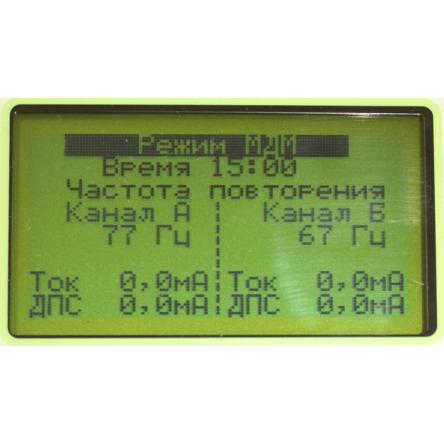 Режим МДМ
Время 15:00
Частота повторения
Канал А Канал Б
77 Гц 67 Гц
Ток 0,0мА Ток 0,0мА
ДПС 0,0мА ДПС 0,0мА